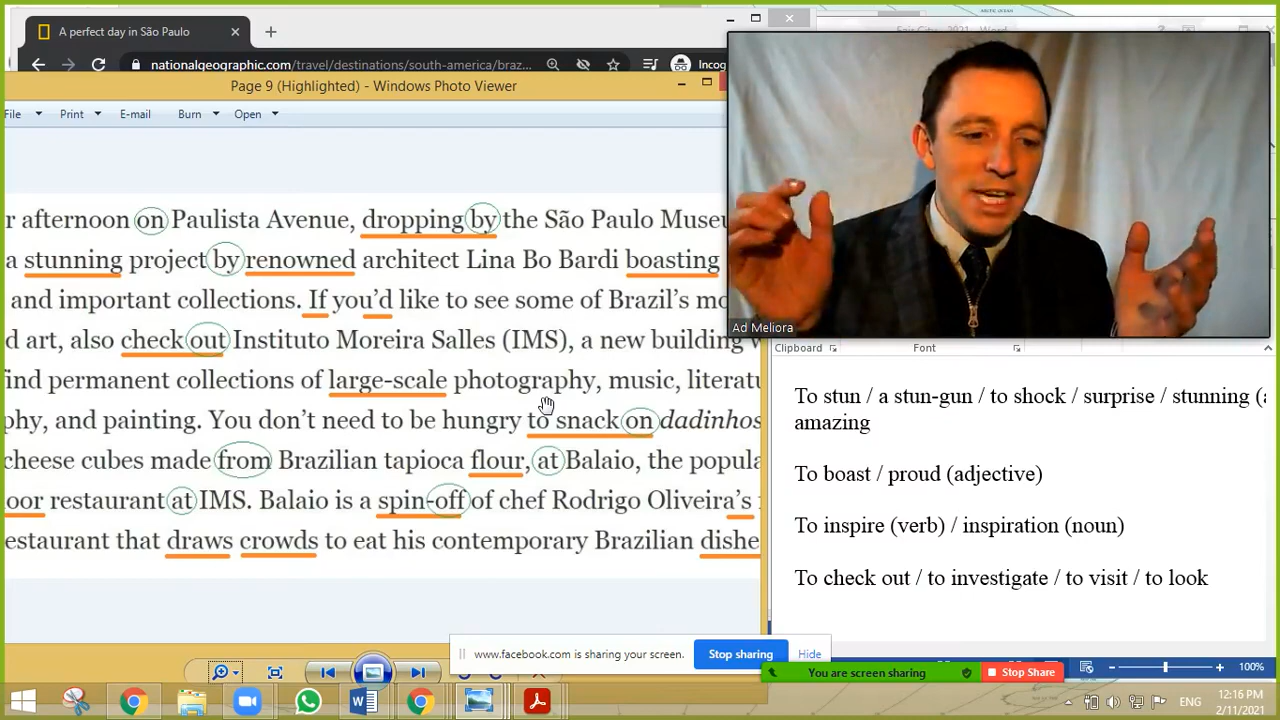 A perfect day in São Paulo
nationalgeographic.com/travel/destinations/south-america/braz...
Incog
Page 9 (Highlighted) - Windows Photo Viewer
File Print E-mail Burn Open
r afternoon on Paulista Avenue, dropping by the São Paulo Museu
a stunning project by renowned architect Lina Bo Bardi boasting
and important collections. If you'd like to see some of Brazil's mo
d art, also check out Instituto Moreira Salles (IMS), a new building w
find permanent collections of large-scale photography, music, literatu
phy, and painting. You don't need to be hungry to snack on dadinhos
cheese cubes made from Brazilian tapioca flour, at Balaio, the popula
oor restaurant at IMS. Balaio is a spin-off of chef Rodrigo Oliveira's
estaurant that draws crowds to eat his contemporary Brazilian dishe
Ad Meliora
Clipboard Font
To stun / a stun-gun / to shock / surprise / stunning (a
amazing
To boast / proud (adjective)
To inspire (verb) / inspiration (noun)
To check out / to investigate / to visit / to look
www.facebook.com is sharing your screen. Stop sharing Hide
You are screen sharing Stop Share
100%
ENG
12:16 PM
2/11/2021